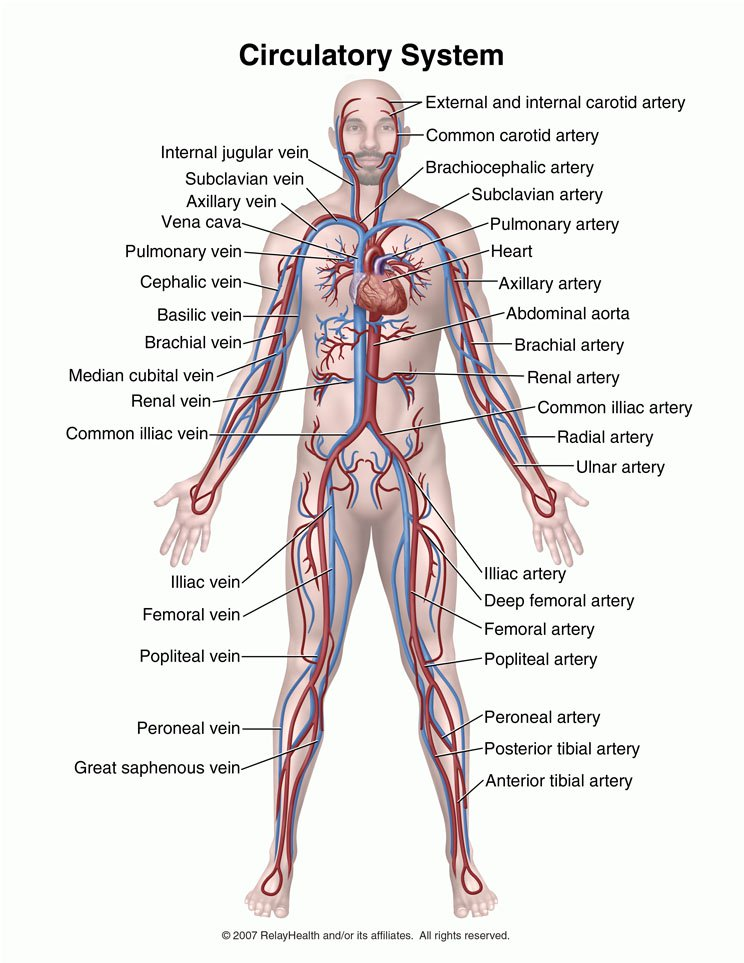 Circulatory System
External and internal carotid artery
Common carotid artery
Internal jugular vein
Brachiocephalic artery
Subclavian vein
Subclavian artery
Axillary vein
Vena cava
Pulmonary artery
Pulmonary vein
Heart
Cephalic vein
Axillary artery
Basilic vein
Abdominal aorta
Brachial vein
Brachial artery
Median cubital vein
Renal artery
Renal vein
Common iliac artery
Common iliac vein
Radial artery
Ulnar artery
Illiac vein
Illiac artery
Deep femoral artery
Femoral vein
Femoral artery
Popliteal vein
Popliteal artery
Peroneal artery
Peroneal vein
Posterior tibial artery
Great saphenous vein
Anterior tibial artery
© 2007 RelayHealth and/or its affiliates. All rights reserved.